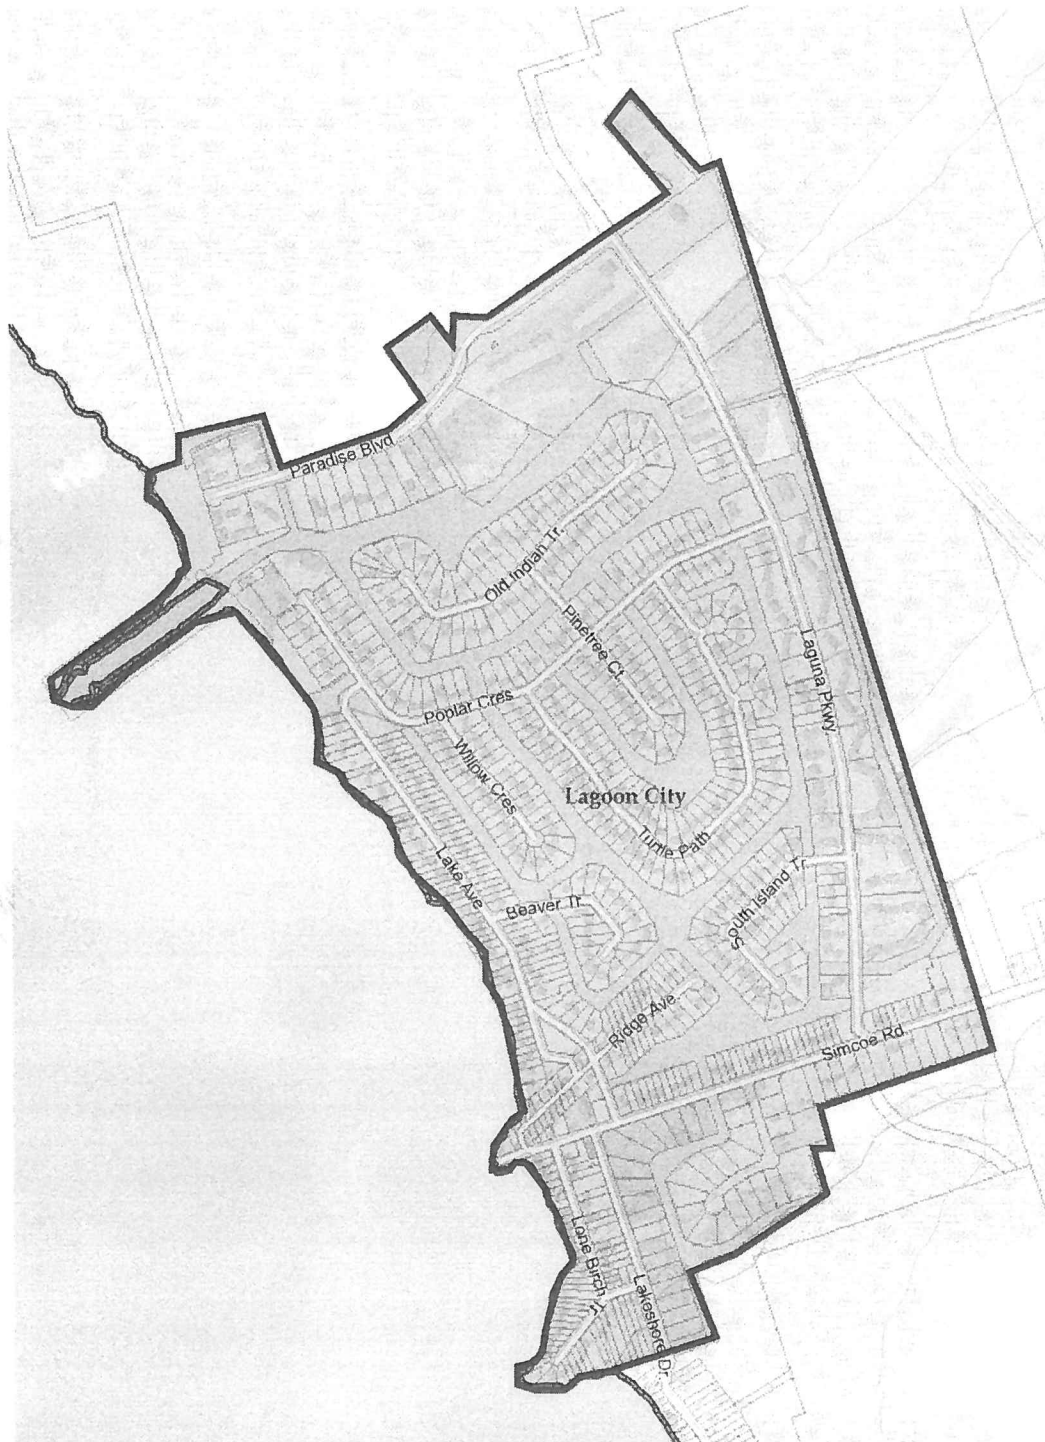 Paradise Blvd
Old Indian Tr.
Pinetree Ct.
Laguna Pkwy
Poplar Cres
Willow Cres
Lagoon City
Turtle Path
Lake Ave
Beaver Tr.
South Island Tr.
Ridge Ave.
Simcoe Rd.
Lone Birch Tr.
Lakeshore Dr.